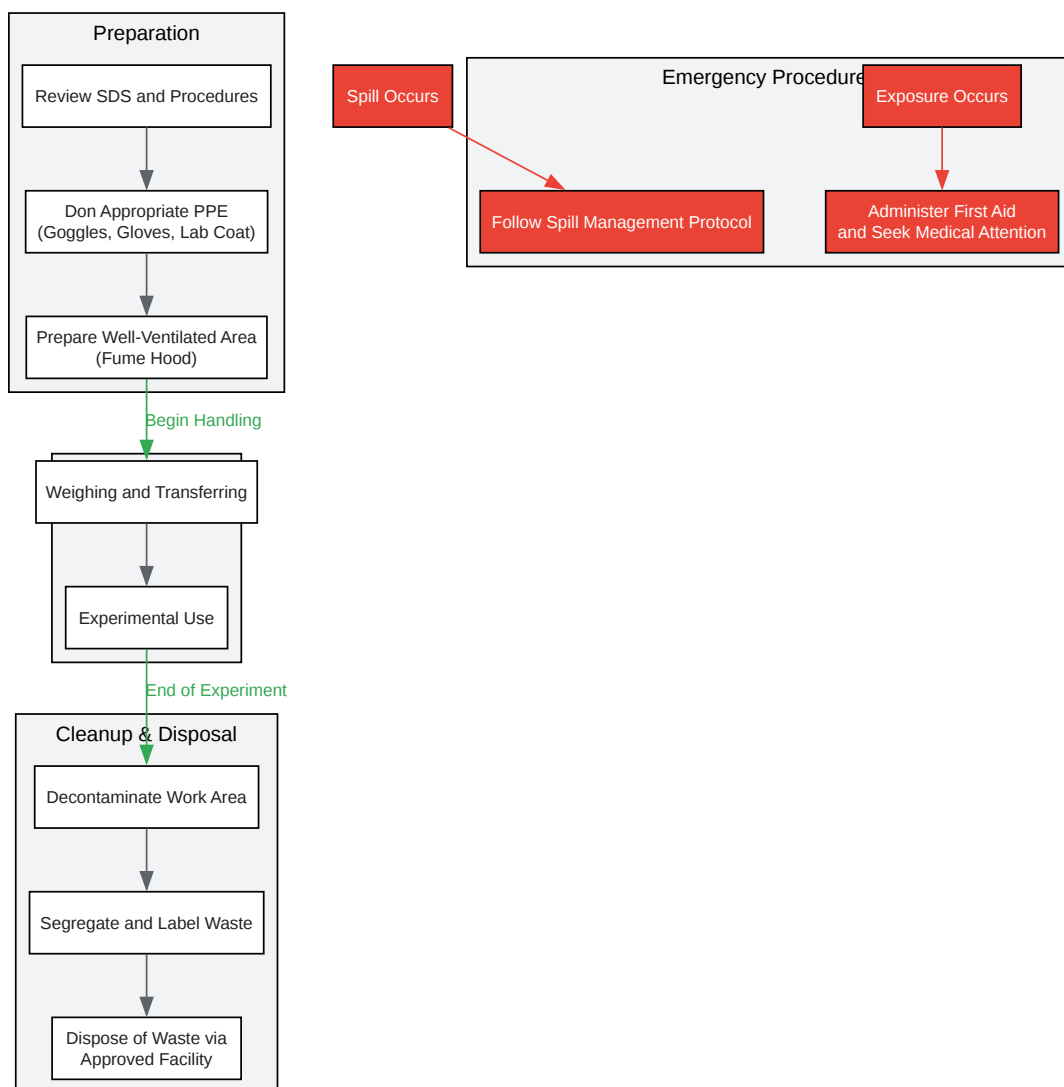 Preparation
Review SDS and Procedures
Don Appropriate PPE
(Goggles, Gloves, Lab Coat)
Prepare Well-Ventilated Area
(Fume Hood)
Begin Handling
Weighing and Transferring
Experimental Use
End of Experiment
Cleanup & Disposal
Decontaminate Work Area
Segregate and Label Waste
Dispose of Waste via
Approved Facility
Spill Occurs
Emergency Procedure
Exposure Occurs
Follow Spill Management Protocol
Administer First Aid
and Seek Medical Attention